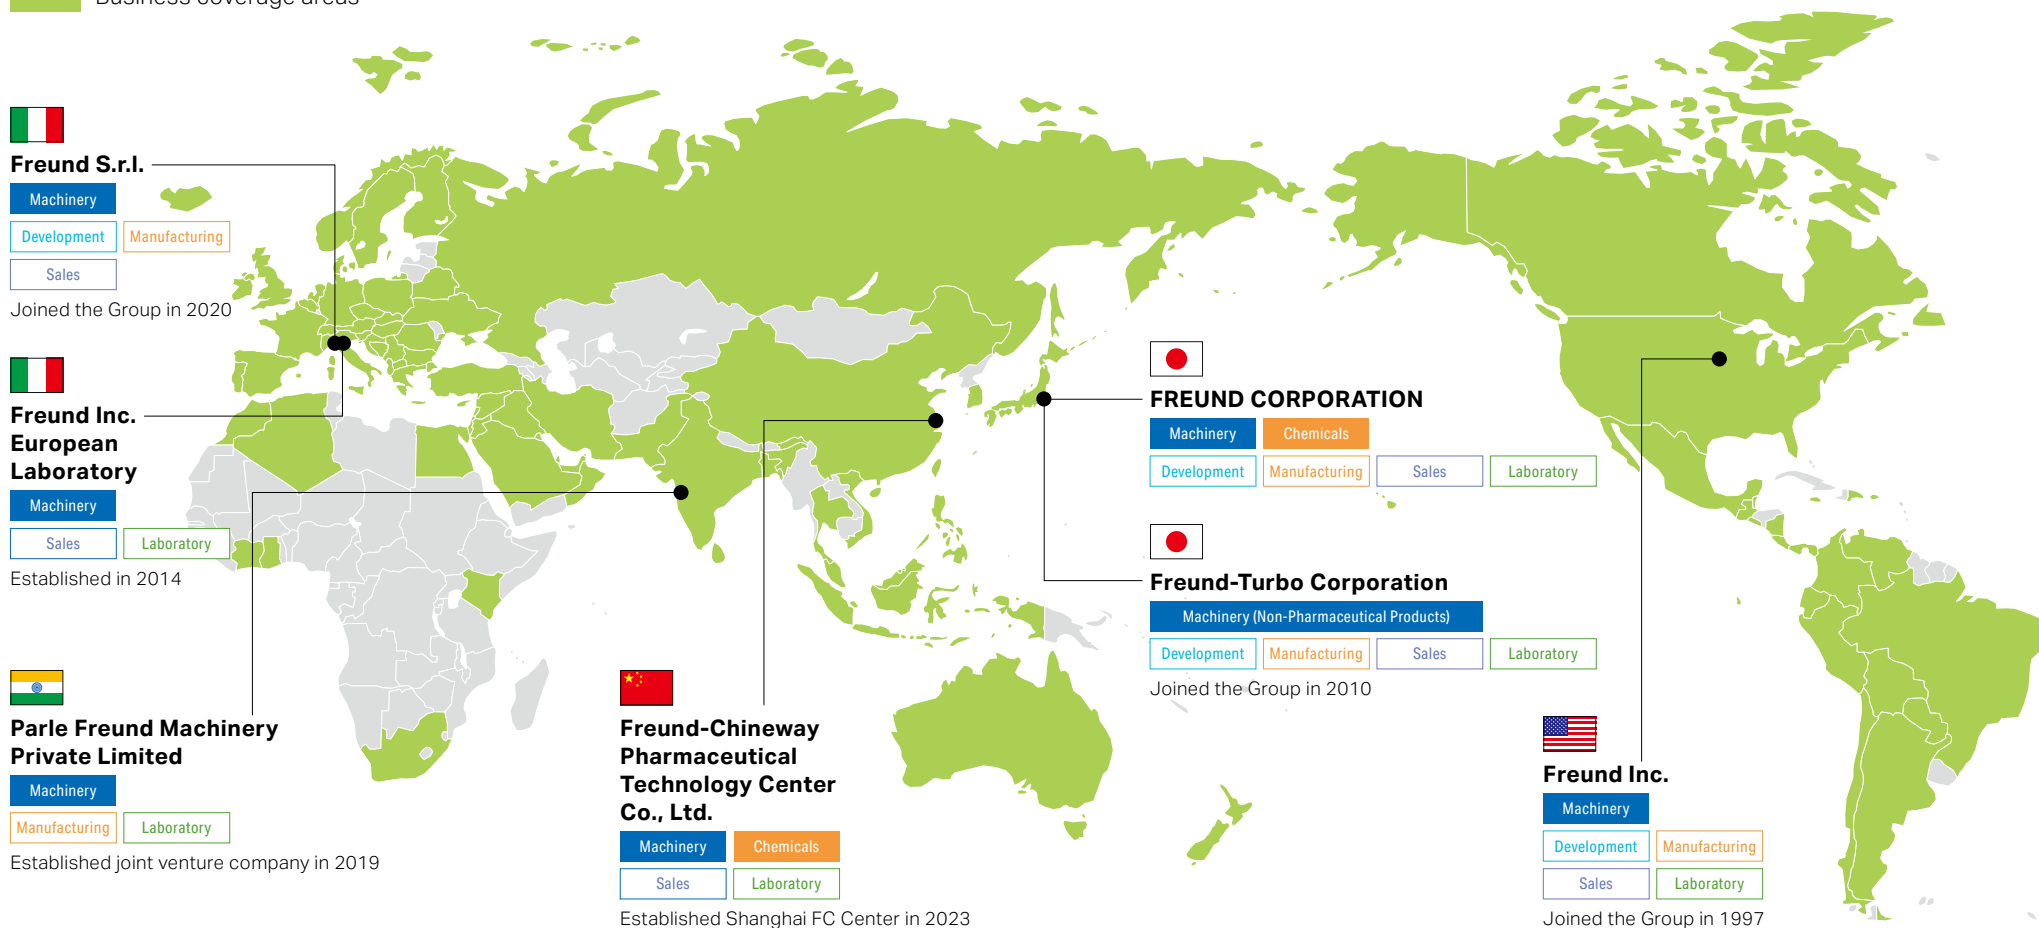 Business coverage areas
Freund S.r.l.
Machinery
Development Manufacturing
Sales
Joined the Group in 2020
Freund Inc.
European
Laboratory
Machinery
Sales Laboratory
Established in 2014
Parle Freund Machinery
Private Limited
Machinery
Manufacturing Laboratory
Established joint venture company in 2019
Freund-Chineway
Pharmaceutical
Technology Center
Co., Ltd.
Machinery Chemicals
Sales Laboratory
Established Shanghai FC Center in 2023
FREUND CORPORATION
Machinery Chemicals
Development Manufacturing Sales Laboratory
Freund-Turbo Corporation
Machinery (Non-Pharmaceutical Products)
Development Manufacturing Sales Laboratory
Joined the Group in 2010
Freund Inc.
Machinery
Development Manufacturing
Sales Laboratory
Joined the Group in 1997